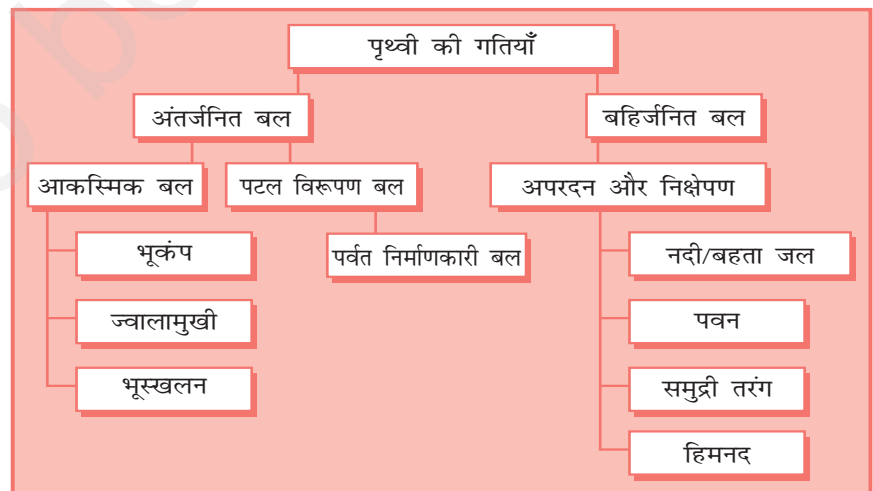 पृथ्वी की गतियाँ
अंतर्जनित बल
बहिर्जनित बल
आकस्मिक बल
पटल विरूपण बल
अपरदन और निक्षेपण
भूकंप
पर्वत निर्माणकारी बल
नदी/बहता जल
ज्वालामुखी
पवन
भूस्खलन
समुद्री तरंग
हिमनद